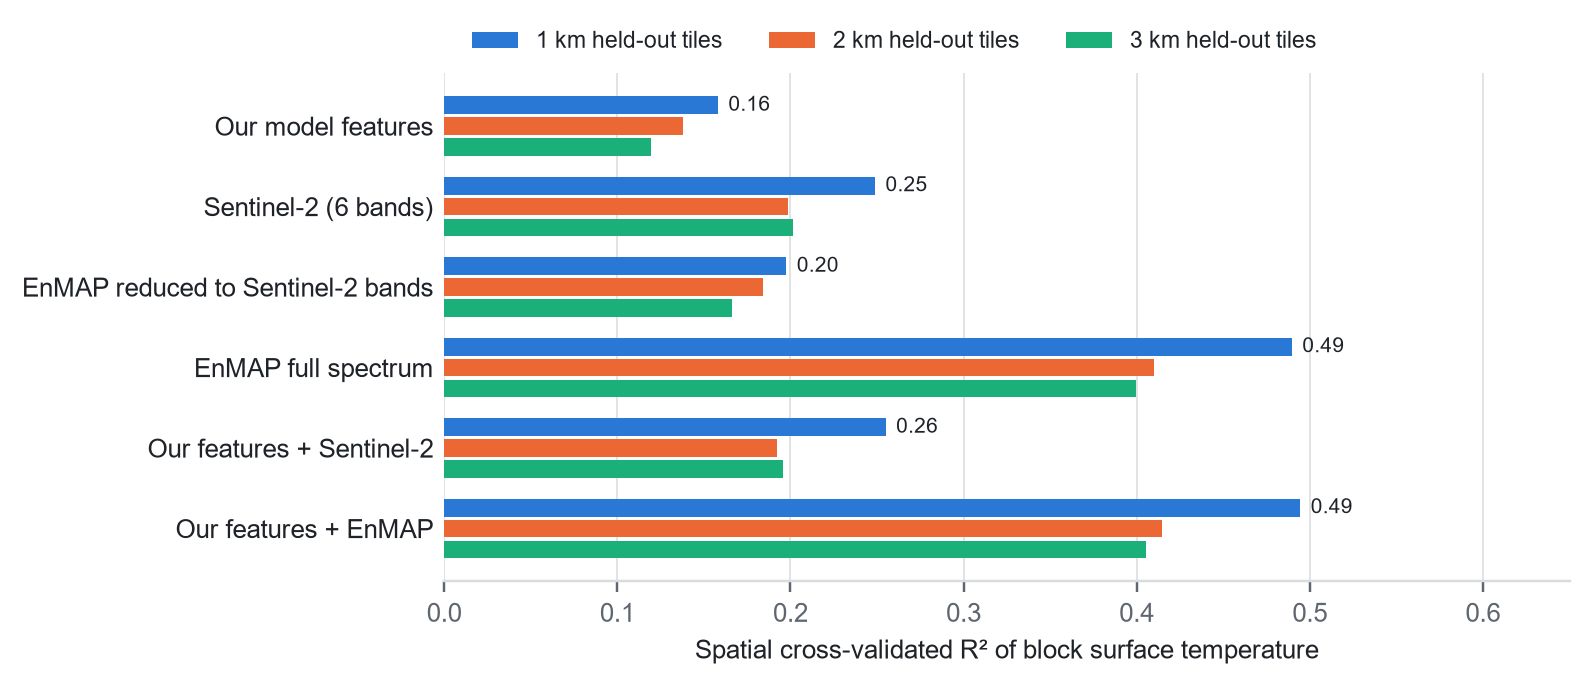 1 km held-out tiles 2 km held-out tiles 3 km held-out tiles
Our model features 0.16
Sentinel-2 (6 bands) 0.25
EnMAP reduced to Sentinel-2 bands 0.20
EnMAP full spectrum 0.49
Our features + Sentinel-2 0.26
Our features + EnMAP 0.49
0.0 0.1 0.2 0.3 0.4 0.5 0.6
Spatial cross-validated R² of block surface temperature